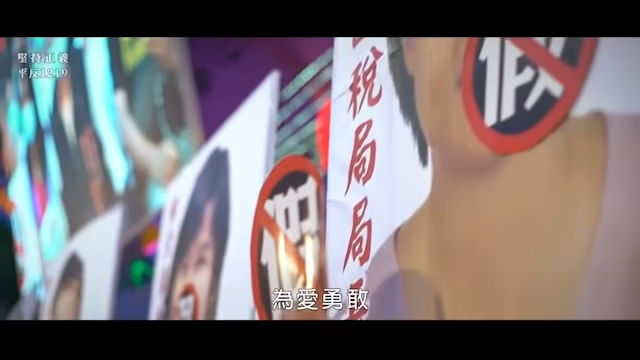 堅持正義
平反1219
稅局局
假
假
為愛勇敢